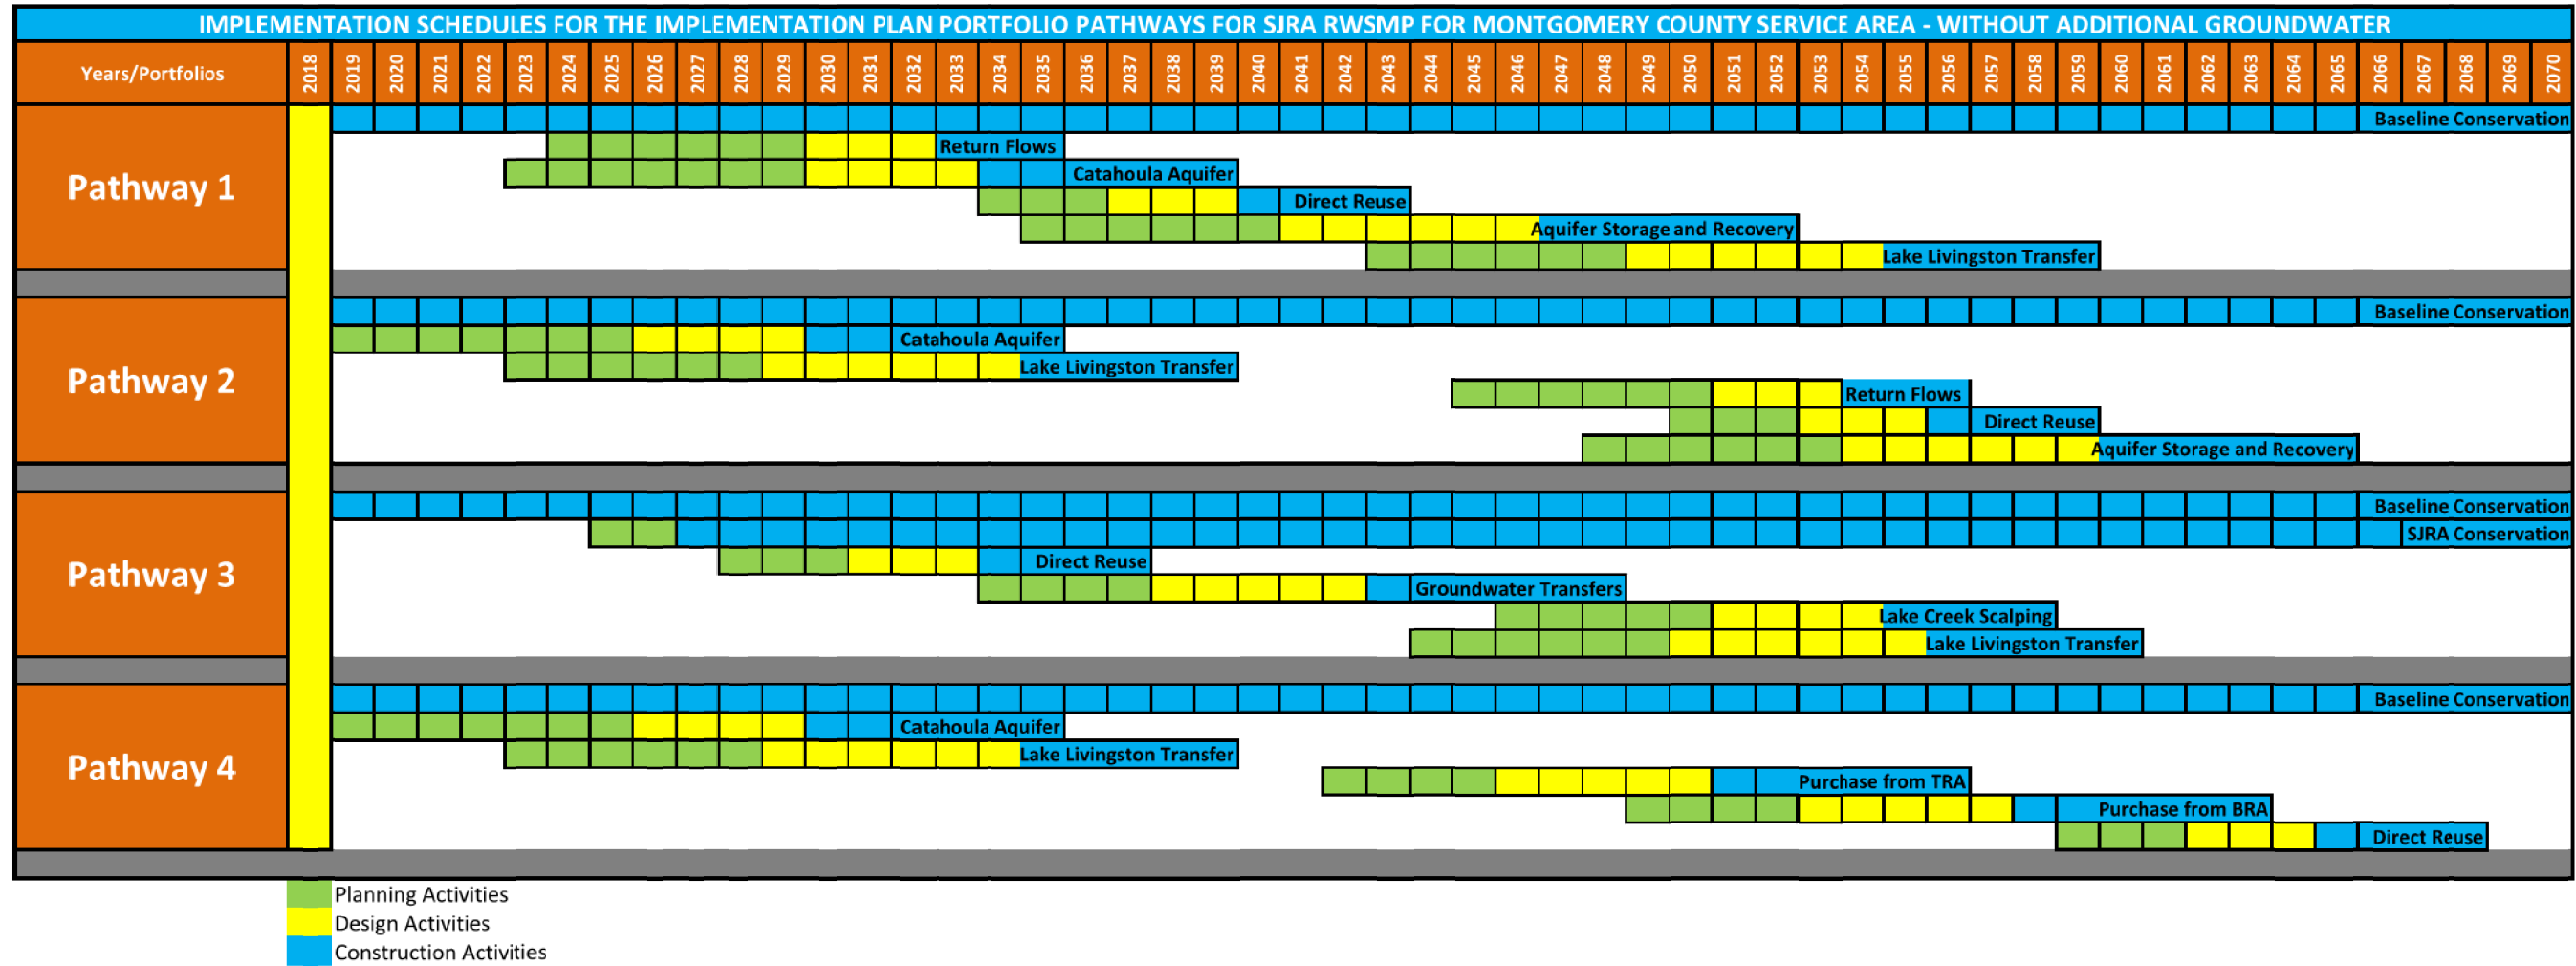 IMPLEMENTATION SCHEDULES FOR THE IMPLEMENTATION PLAN PORTFOLIO PATHWAYS FOR SJRA RWSMP FOR MONTGOMERY COUNTY SERVICE AREA - WITHOUT ADDITIONAL GROUNDWATER
Years/Portfolios 2018 2019 2020 2021 2022 2023 2024 2025 2026 2027 2028 2029 2030 2031 2032 2033 2034 2035 2036 2037 2038 2039 2040 2041 2042 2043 2044 2045 2046 2047 2048 2049 2050 2051 2052 2053 2054 2055 2056 2057 2058 2059 2060 2061 2062 2063 2064 2065 2066 2067 2068 2069 2070
Pathway 1
Baseline Conservation
Return Flows
Catahoula Aquifer
Direct Reuse
Aquifer Storage and Recovery
Lake Livingston Transfer
Pathway 2
Baseline Conservation
Catahoula Aquifer
Lake Livingston Transfer
Return Flows
Direct Reuse
Aquifer Storage and Recovery
Pathway 3
Baseline Conservation
SJRA Conservation
Direct Reuse
Groundwater Transfers
Lake Creek Scalping
Lake Livingston Transfer
Pathway 4
Baseline Conservation
Catahoula Aquifer
Lake Livingston Transfer
Purchase from TRA
Purchase from BRA
Direct Reuse
Planning Activities
Design Activities
Construction Activities